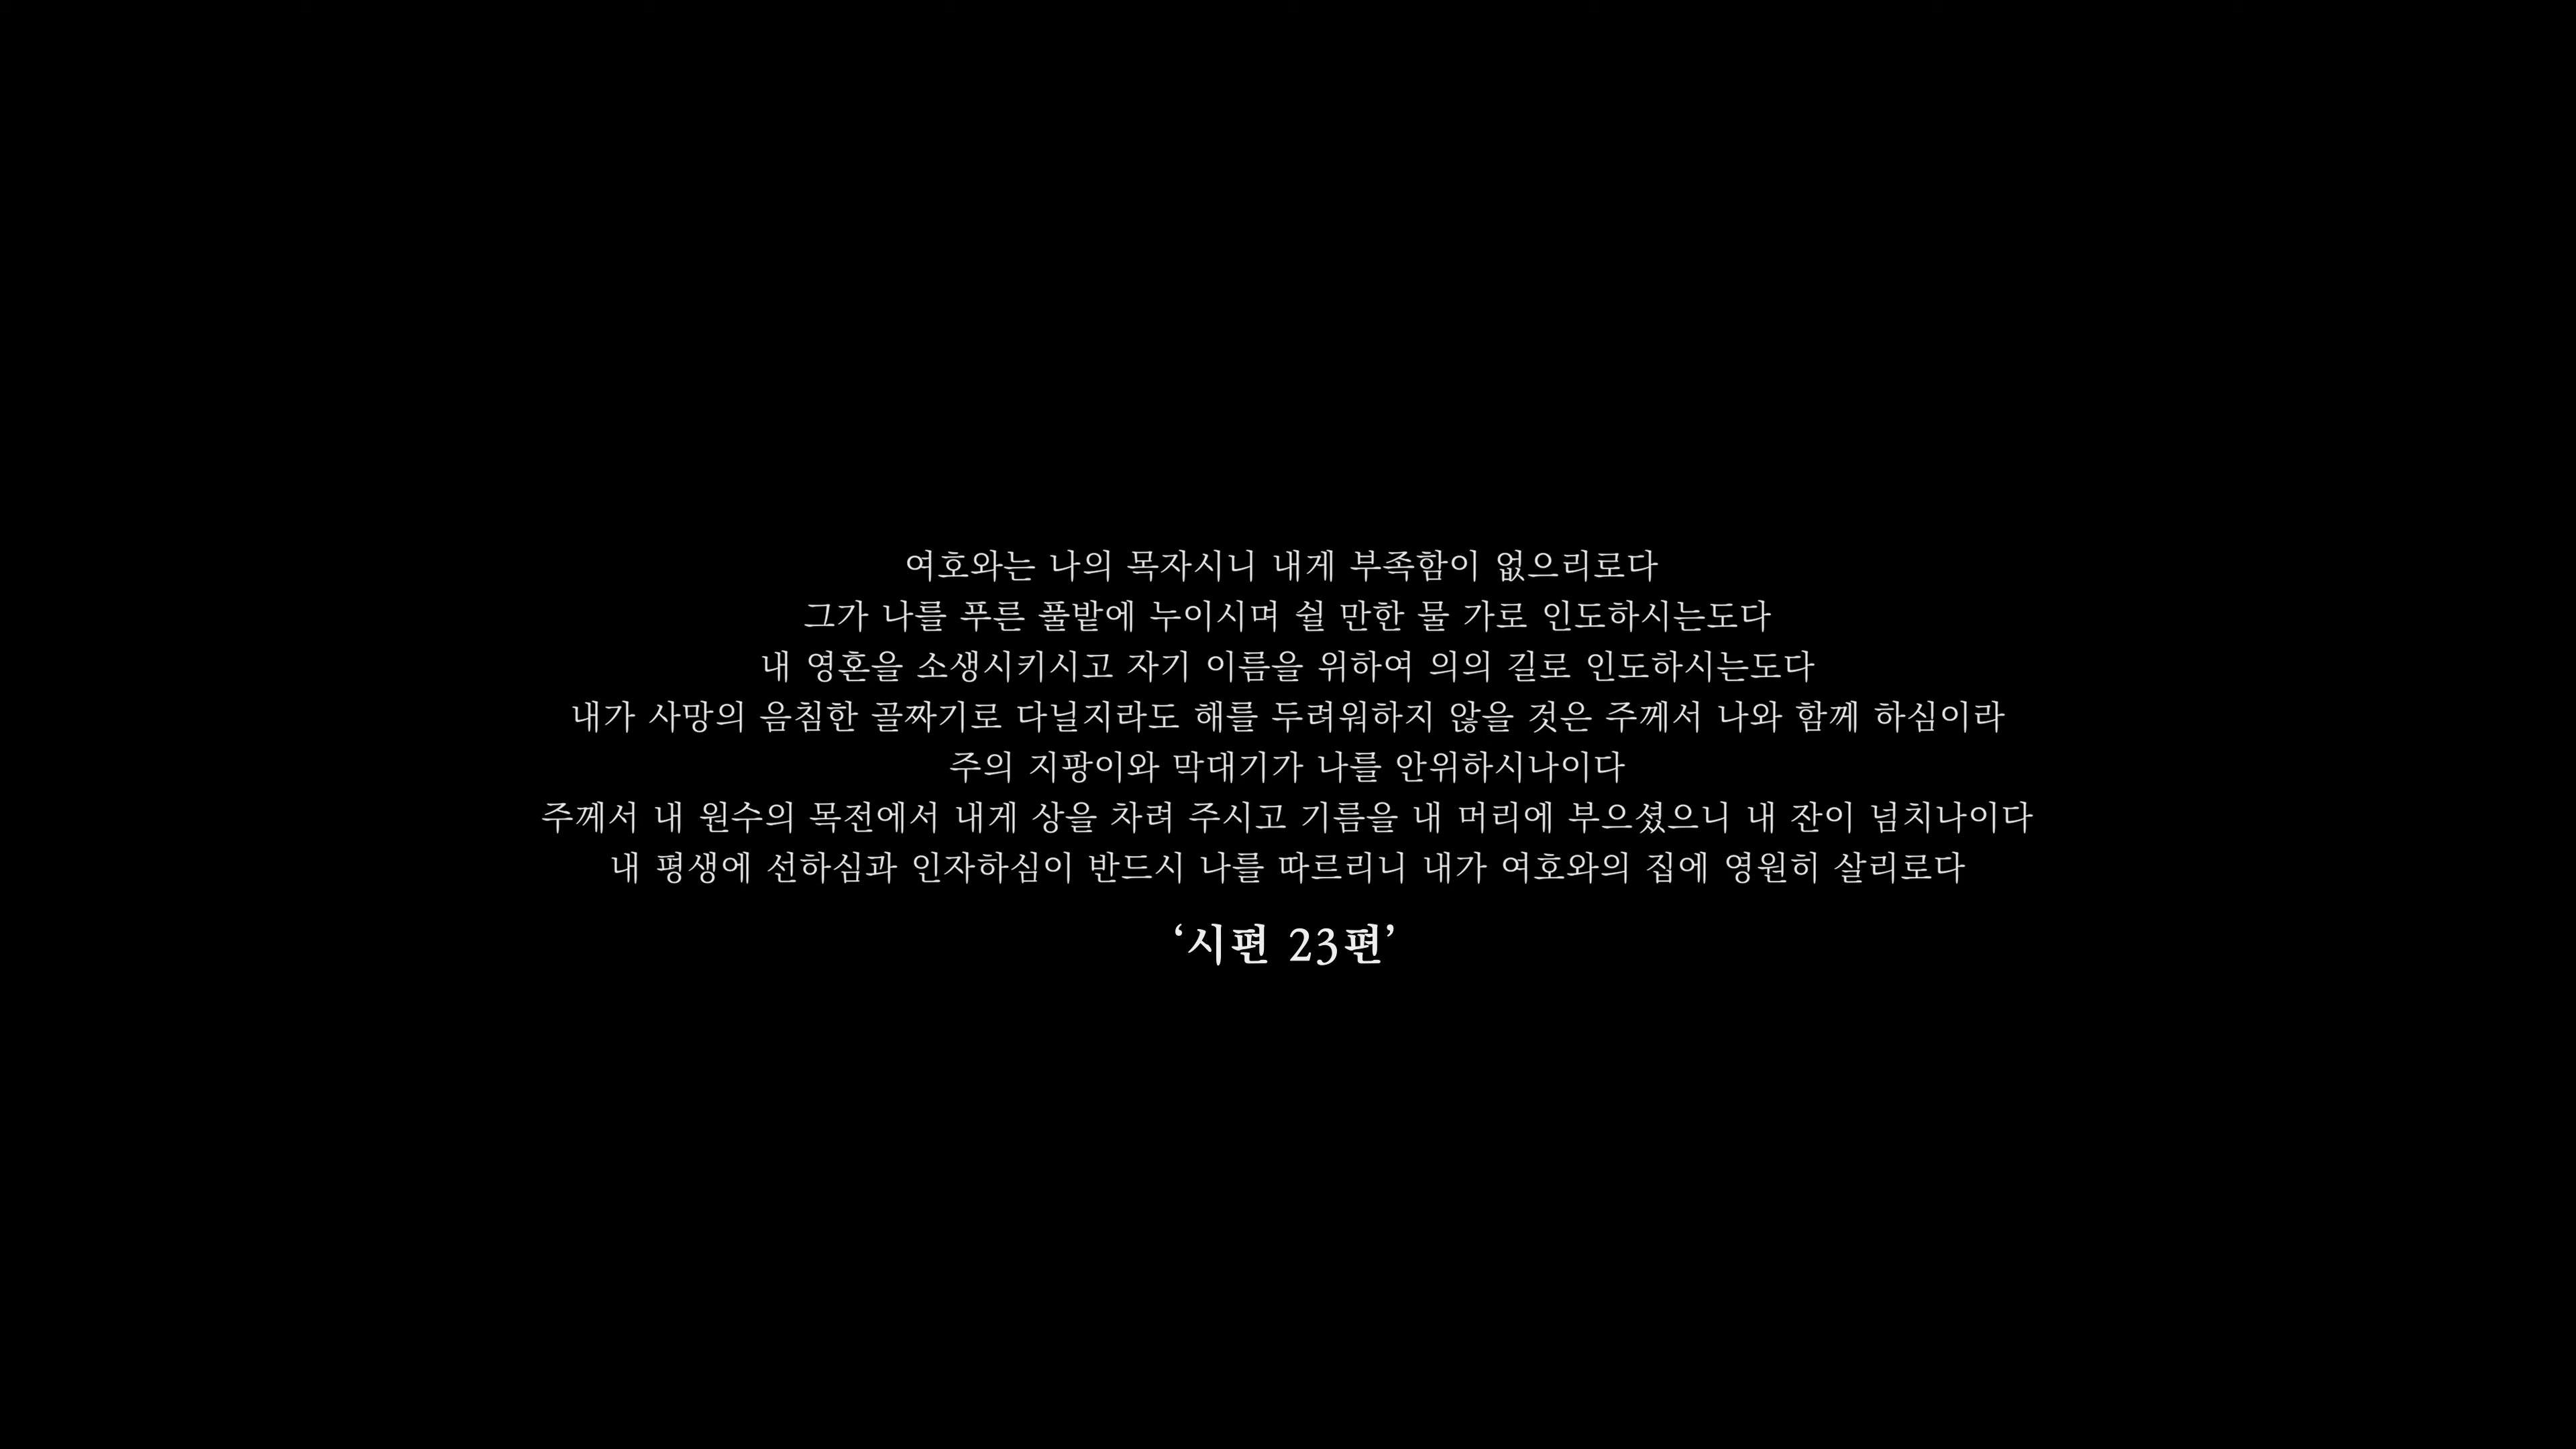 여호와는 나의 목자시니 내게 부족함이 없으리로다
그가 나를 푸른 풀밭에 누이시며 쉴 만한 물 가로 인도하시는도다
내 영혼을 소생시키시고 자기 이름을 위하여 의의 길로 인도하시는도다
내가 사망의 음침한 골짜기로 다닐지라도 해를 두려워하지 않을 것은 주께서 나와 함께 하심이라
주의 지팡이와 막대기가 나를 안위하시나이다
주께서 내 원수의 목전에서 내게 상을 차려 주시고 기름을 내 머리에 부으셨으니 내 잔이 넘치나이다
내 평생에 선하심과 인자하심이 반드시 나를 따르리니 내가 여호와의 집에 영원히 살리로다
‘시편 23편’